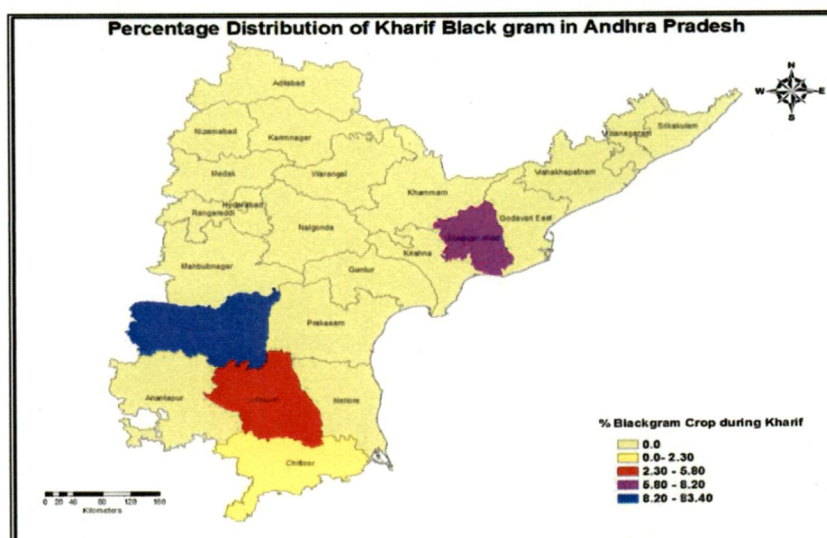 Percentage Distribution of Kharif Black gram in Andhra Pradesh
N
W E
S
Adilabad
Nizamabad
Karimnagar
Medak
Warangal
Hyderabad
Rangareddi
Nalgonda
Khammam
Mahbubnagar
Krishna
Guntur
Prakasam
Anantapur
Nellore
Chittoor
Godavari East
Vishakhapatnam
Vizianagaram
Srikakulam
% Blackgram Crop during Kharif
0.0
0.0- 2.30
2.30 - 5.80
5.80 - 8.20
8.20 - 83.40
0 20 40 80 120 160
Kilometers